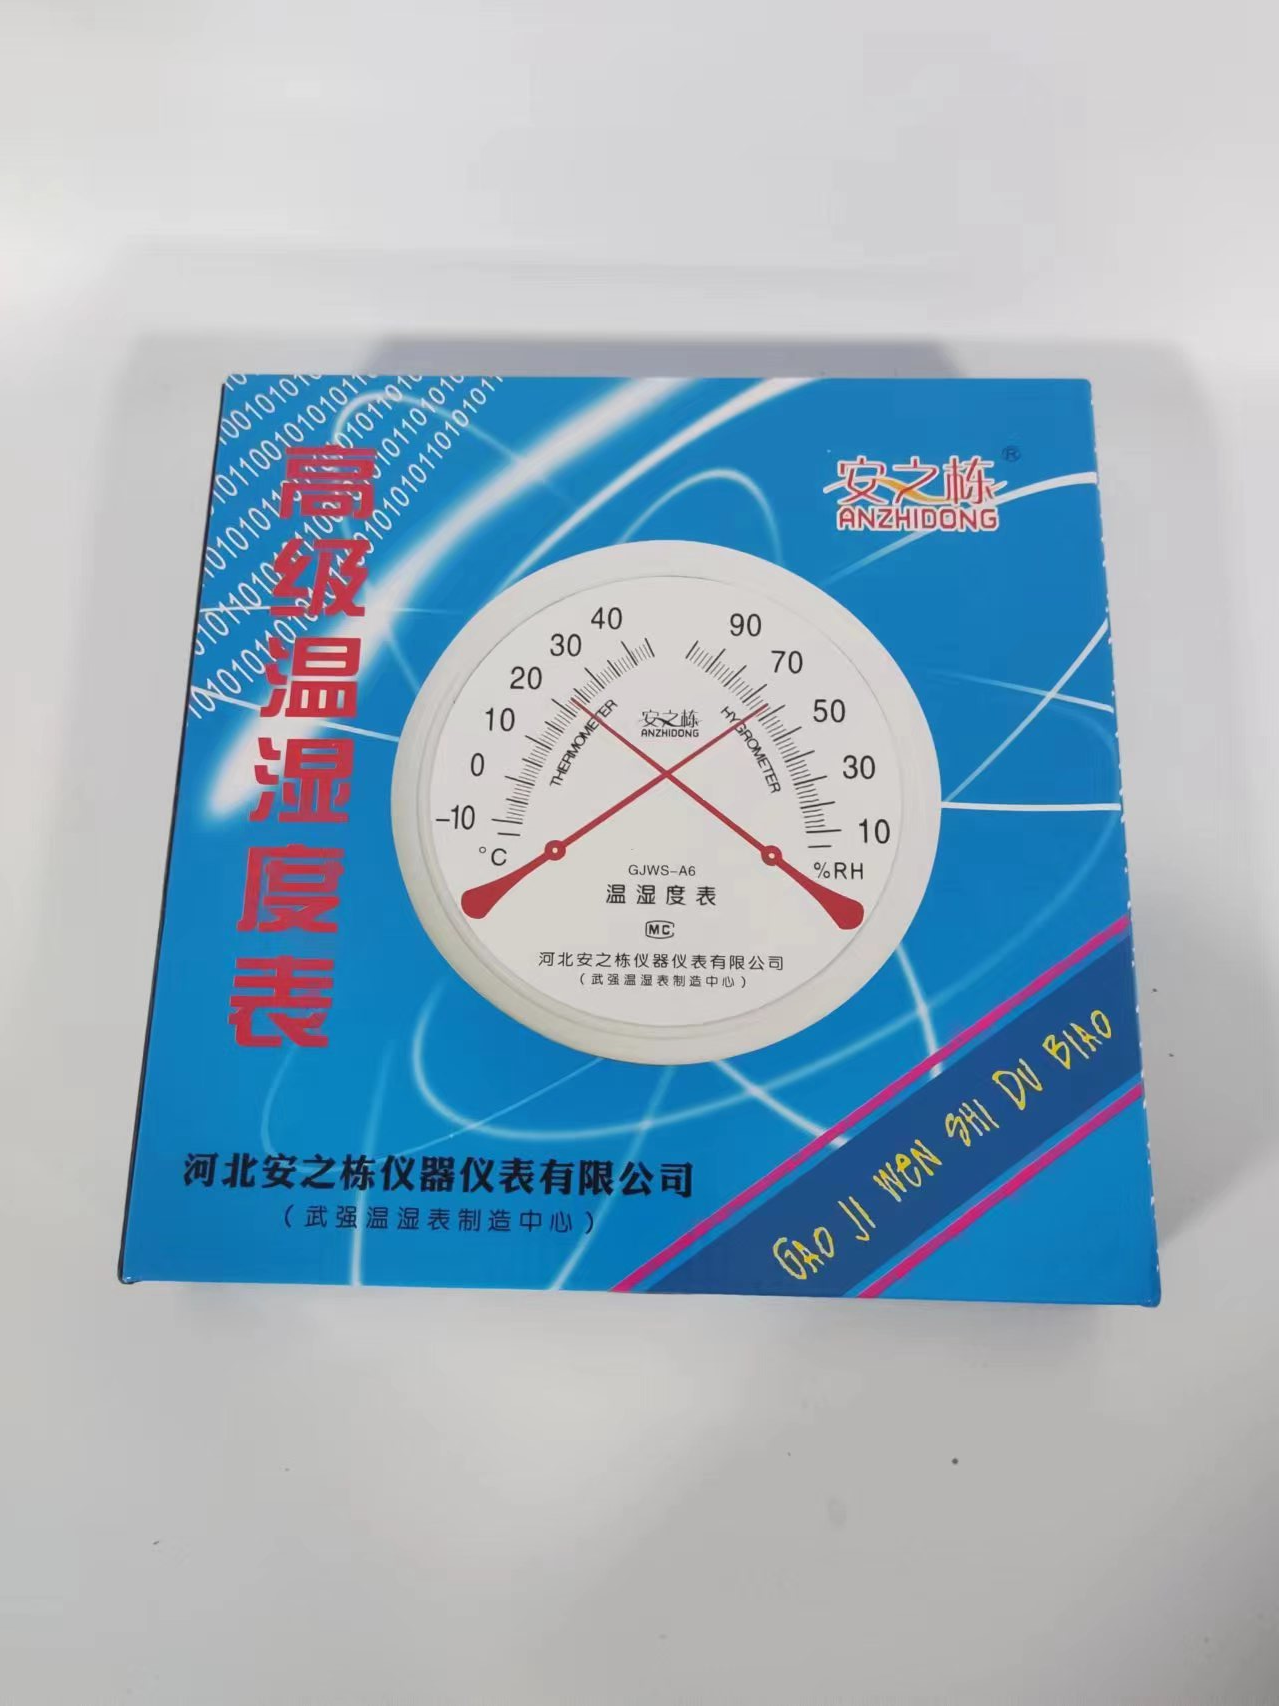 高级温湿度表
安之栋®
ANZHIDONG
40 90
30 70
20 50
10 30
0 10
-10
°C %RH
THERMOMETER
HYGROMETER
安之栋
ANZHIDONG
GJWS-A6
温湿度表
MC
河北安之栋仪器仪表有限公司
（武强温湿表制造中心）
河北安之栋仪器仪表有限公司
（武强温湿表制造中心）
GAO JI WEN SHI DU BIAO